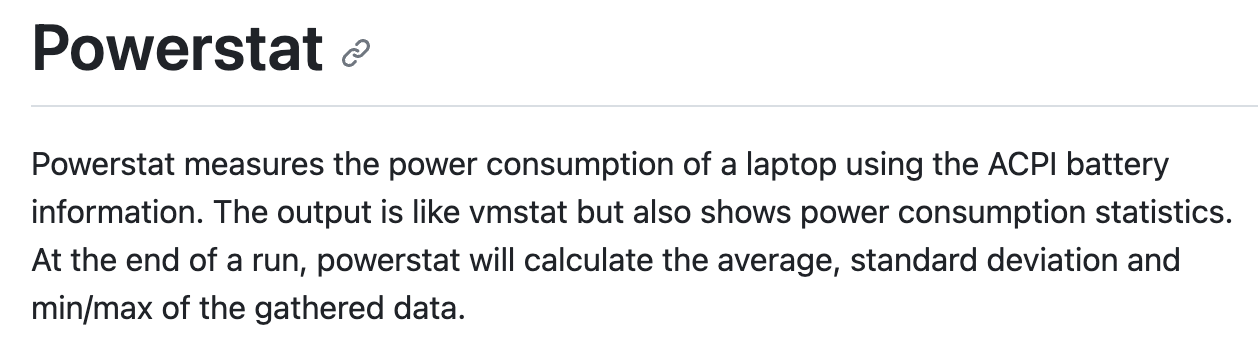 Powerstat
Powerstat measures the power consumption of a laptop using the ACPI battery
information. The output is like vmstat but also shows power consumption statistics.
At the end of a run, powerstat will calculate the average, standard deviation and
min/max of the gathered data.